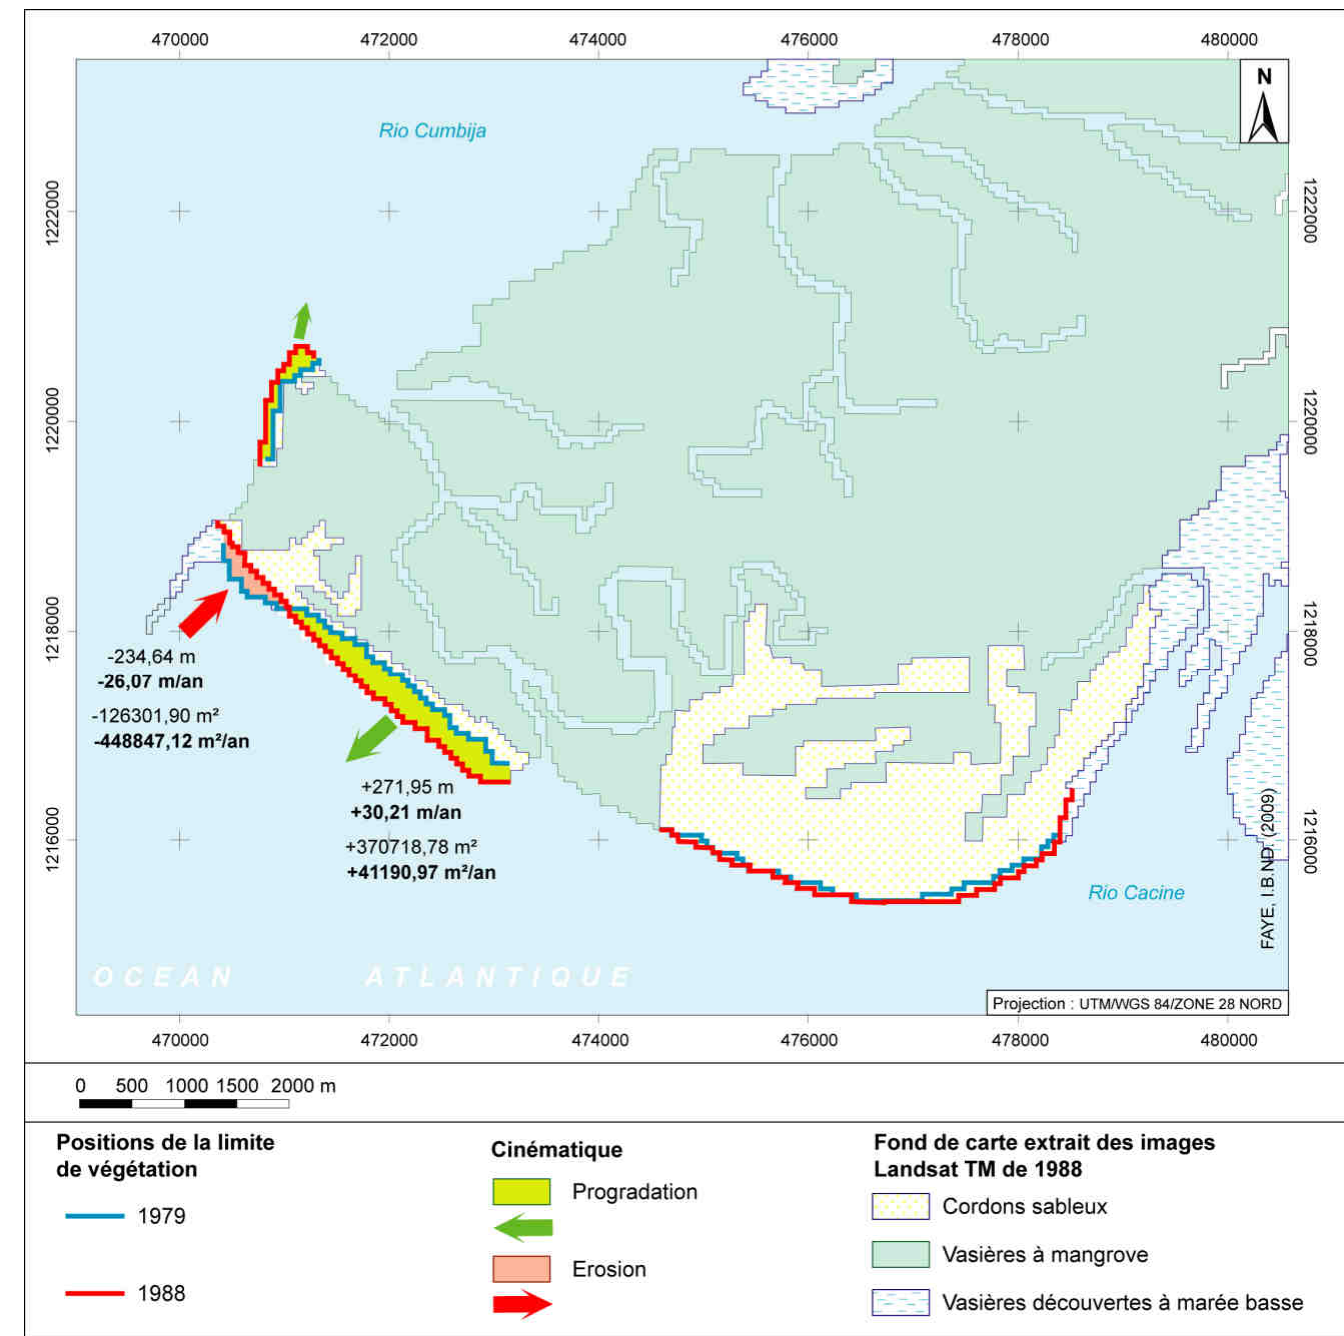 470000 472000 474000 476000 478000 480000
N
Rio Cumbija
1222000 1222000
1220000 1220000
1218000 1218000
-234,64 m
-26,07 m/an
-126301,90 m²
-448847,12 m²/an
+271,95 m
+30,21 m/an
+370718,78 m²
+41190,97 m²/an
1216000 1216000
Rio Cacine
FAYE, I.B.ND. (2009)
OCEAN ATLANTIQUE
Projection : UTM/WGS 84/ZONE 28 NORD
470000 472000 474000 476000 478000 480000
0 500 1000 1500 2000 m
Positions de la limite
de végétation
1979
1988
Cinématique
Progradation
Erosion
Fond de carte extrait des images
Landsat TM de 1988
Cordons sableux
Vasières à mangrove
Vasières découvertes à marée basse